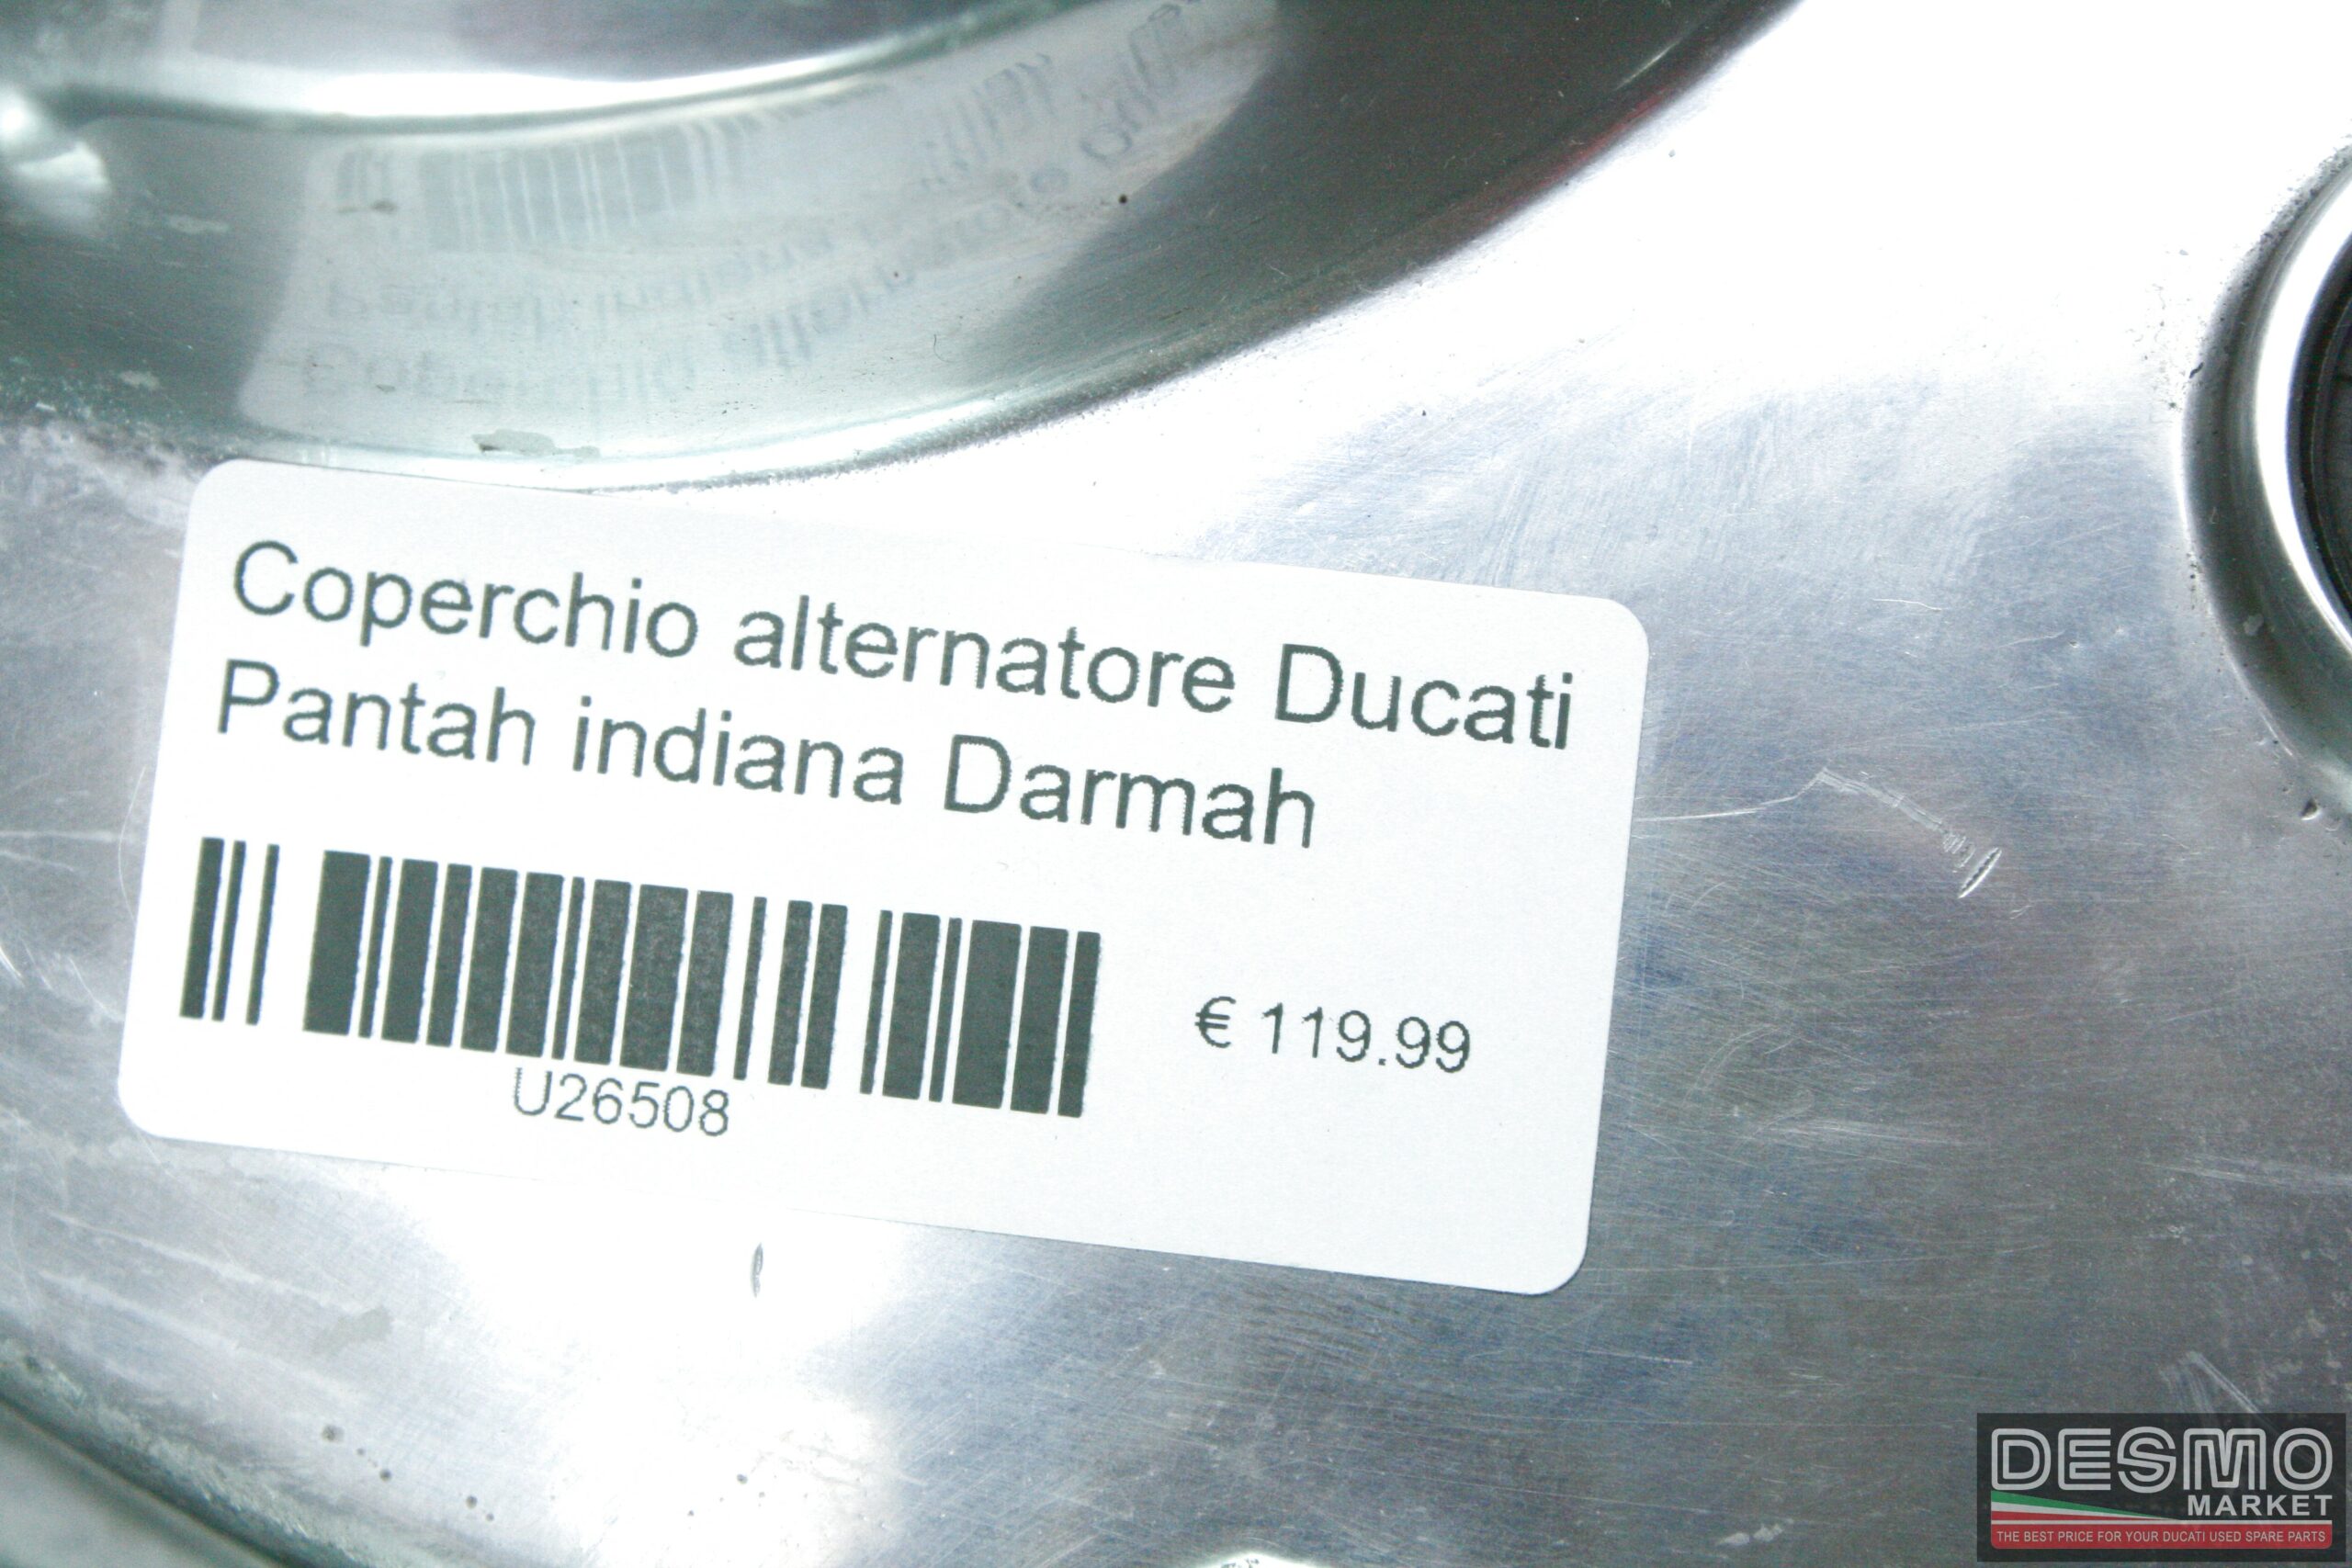 Coperchio alternatore Ducati
Pantah indiana Darmah
€ 119.99
U26508
DESMO
MARKET
THE BEST PRICE FOR YOUR DUCATI USED SPARE PARTS